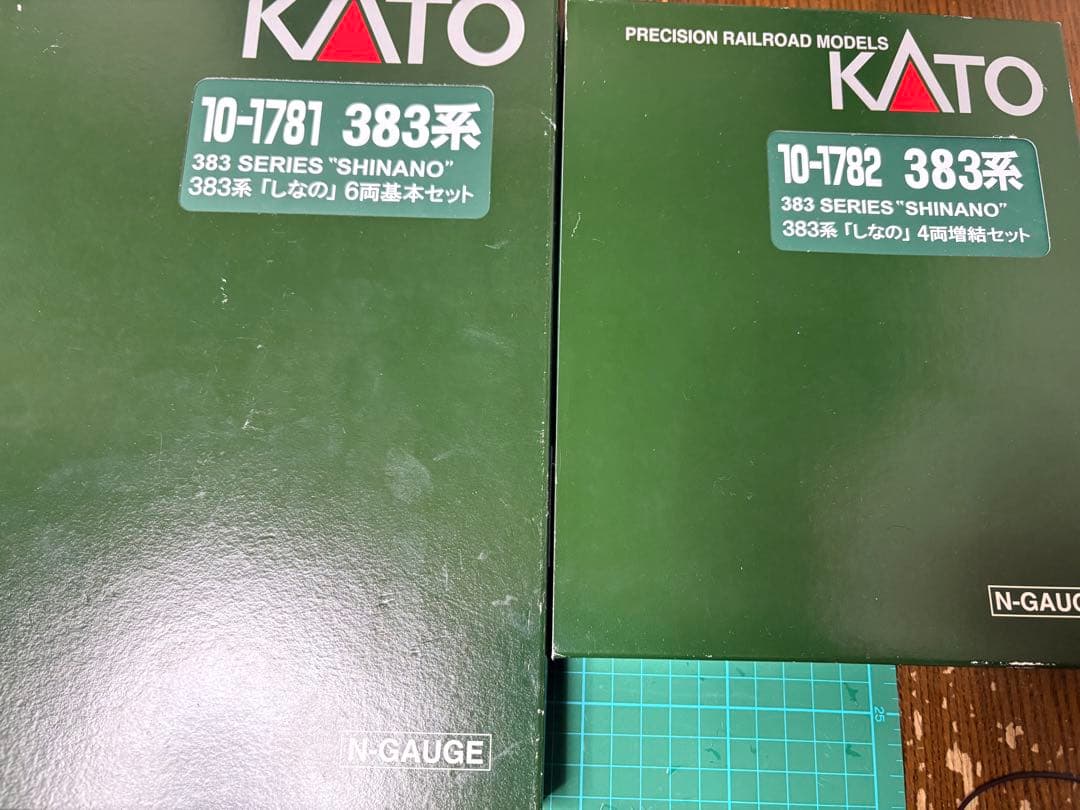 KATO
10-1781 383系
383 SERIES "SHINANO"
383系「しなの」6両基本セット
N-GAUGE
PRECISION RAILROAD MODELS
KATO
10-1782 383系
383 SERIES "SHINANO"
383系「しなの」4両増結セット
N-GAUG
25